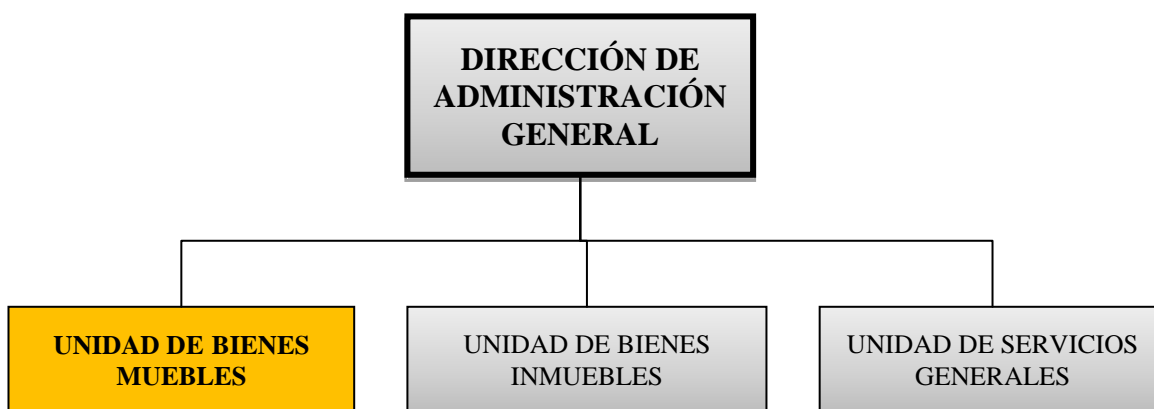 DIRECCIÓN DE
ADMINISTRACIÓN
GENERAL
UNIDAD DE BIENES
MUEBLES
UNIDAD DE BIENES
INMUEBLES
UNIDAD DE SERVICIOS
GENERALES